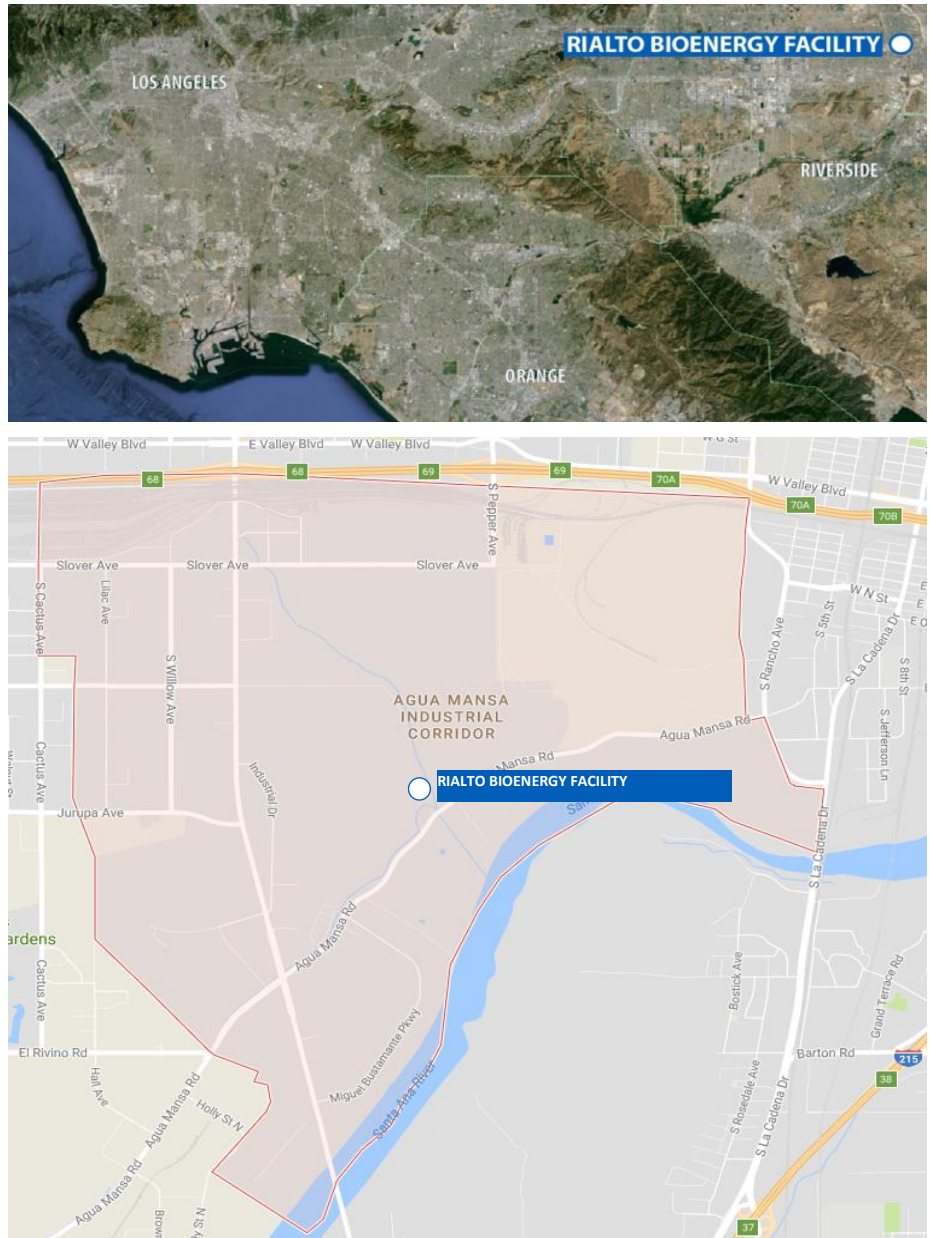 RIALTO BIOENERGY FACILITY
LOS ANGELES
RIVERSIDE
ORANGE
W Valley Blvd
E Valley Blvd
W Valley Blvd
W G St
68
68
69
69
70A
W Valley Blvd
70A
70B
S Pepper Ave
Slover Ave
Slover Ave
Slover Ave
S Cactus Ave
Lilac Ave
W N St
E
E
E O
S 5th St
S Rancho Ave
S La Cadena Dr
S 8th St
S Willow Ave
AGUA MANSA
INDUSTRIAL
CORRIDOR
S Jefferson Ln
Agua Mansa Rd
Mansa Rd
Cactus Ave
Industrial Dr
RIALTO BIOENERGY FACILITY
San
Jurupa Ave
S La Cadena Dr
Agua Mansa Rd
ardens
Cactus Ave
Bostick Ave
Grand Terrace Rd
El Rivino Rd
Barton Rd
215
38
Hall Ave
Miguel Bustamante Pkwy
Santa Ana River
Holly St N
Agua Mansa Rd
S Rosedale Ave
S La Cadena Dr
Agua Mansa Rd
Brown
lly St N
37